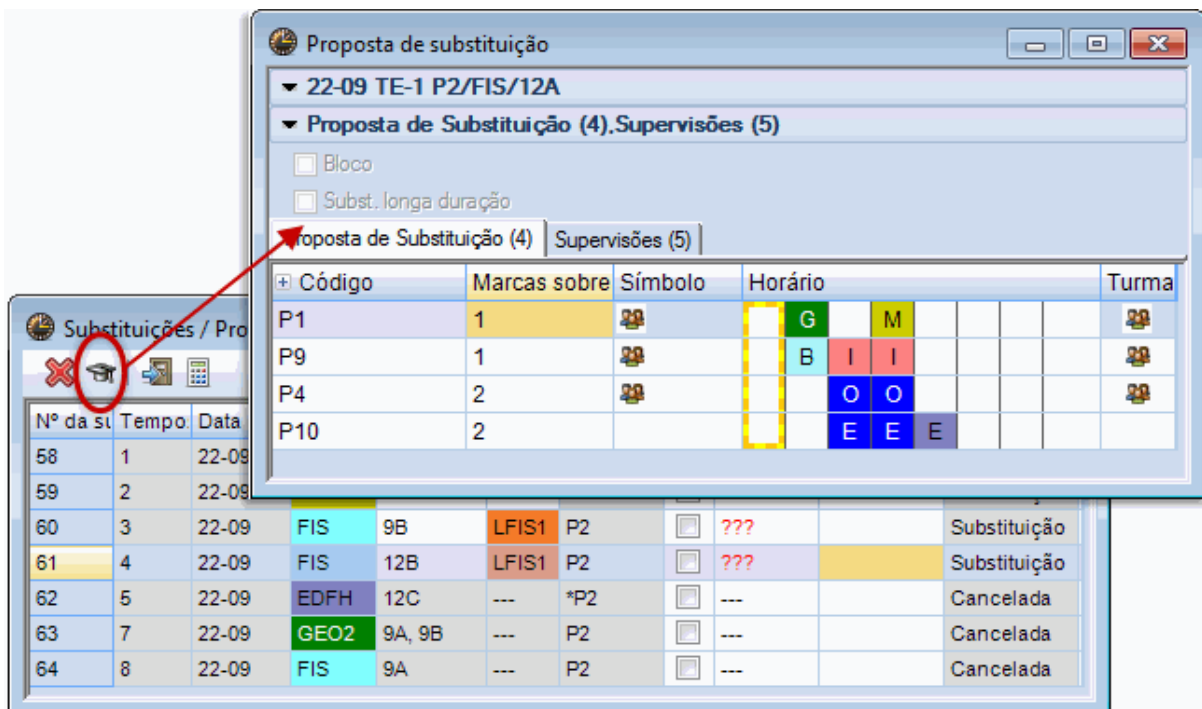 Proposta de substituição
22-09 TE-1 P2/FIS/12A
Proposta de Substituição (4),Supervisões (5)
Bloco
Subst. longa duração
Proposta de Substituição (4) Supervisões (5)
Código Marcas sobre Símbolo Horário Turma
P1 1 G M
P9 1 B I I
P4 2 O O
P10 2 E E E
Substituições / Pro
Nº da su Tempo Data
58 1 22-09
59 2 22-09
60 3 22-09 FIS 9B LFIS1 P2 ??? Substituição
61 4 22-09 FIS 12B LFIS1 P2 ??? Substituição
62 5 22-09 EDFH 12C --- *P2 --- Cancelada
63 7 22-09 GEO2 9A, 9B --- P2 --- Cancelada
64 8 22-09 FIS 9A --- P2 --- Cancelada